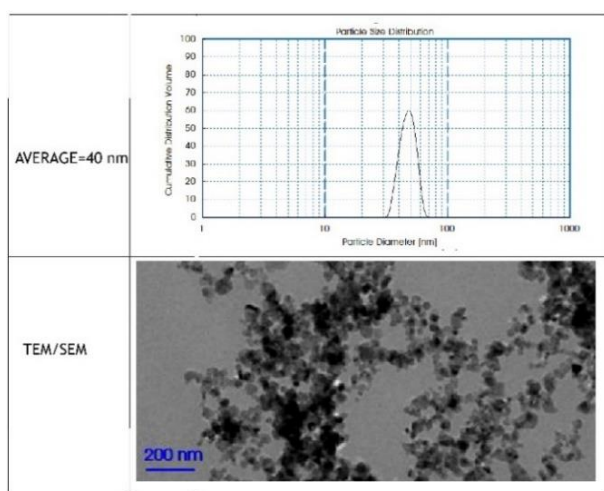 Particle Size Distribution
AVERAGE=40 nm
Cumulative Distribution Volume
100
90
80
70
60
50
40
30
20
10
0
1
10
100
1000
Particle Diameter [nm]
TEM/SEM
200 nm